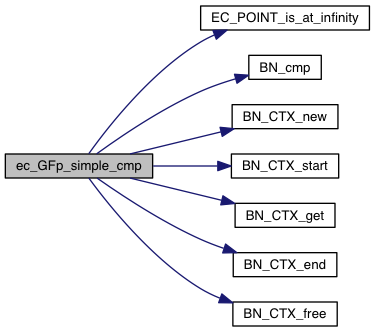 EC_POINT_is_at_infinity
BN_cmp
BN_CTX_new
ec_GFp_simple_cmp
BN_CTX_start
BN_CTX_get
BN_CTX_end
BN_CTX_free